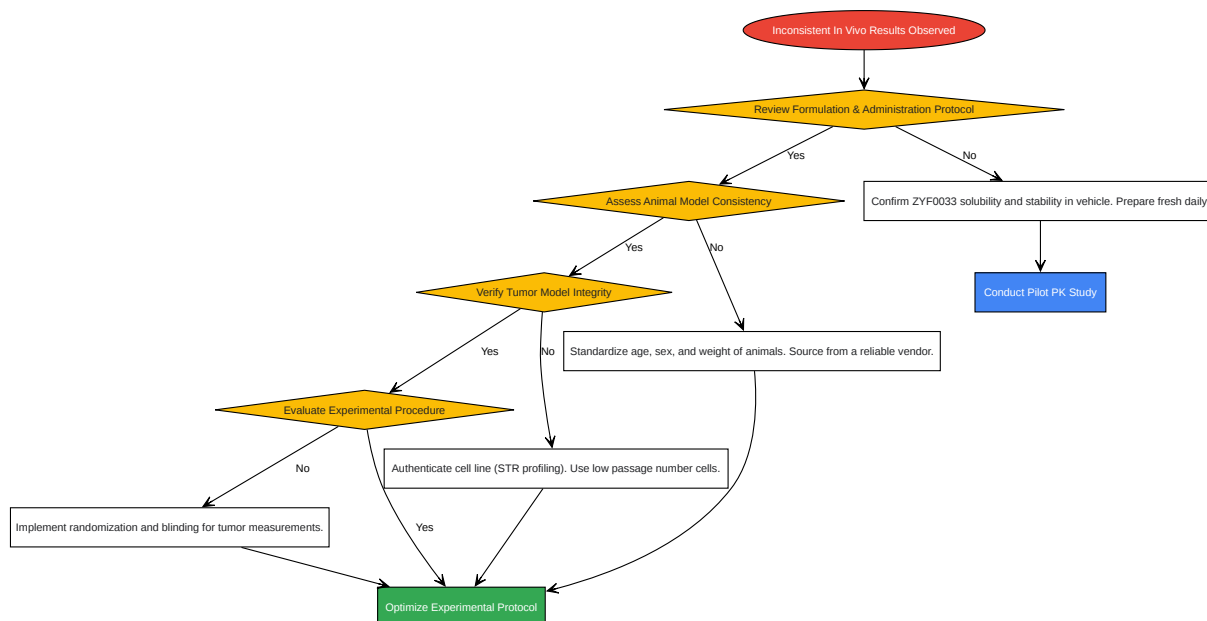 Inconsistent In Vivo Results Observed
Review Formulation & Administration Protocol
Yes
No
Assess Animal Model Consistency
Confirm ZYF0033 solubility and stability in vehicle. Prepare fresh daily
Yes
No
Verify Tumor Model Integrity
Conduct Pilot PK Study
Yes
No
Standardize age, sex, and weight of animals. Source from a reliable vendor.
Evaluate Experimental Procedure
No
Yes
Authenticate cell line (STR profiling). Use low passage number cells.
Implement randomization and blinding for tumor measurements.
Optimize Experimental Protocol